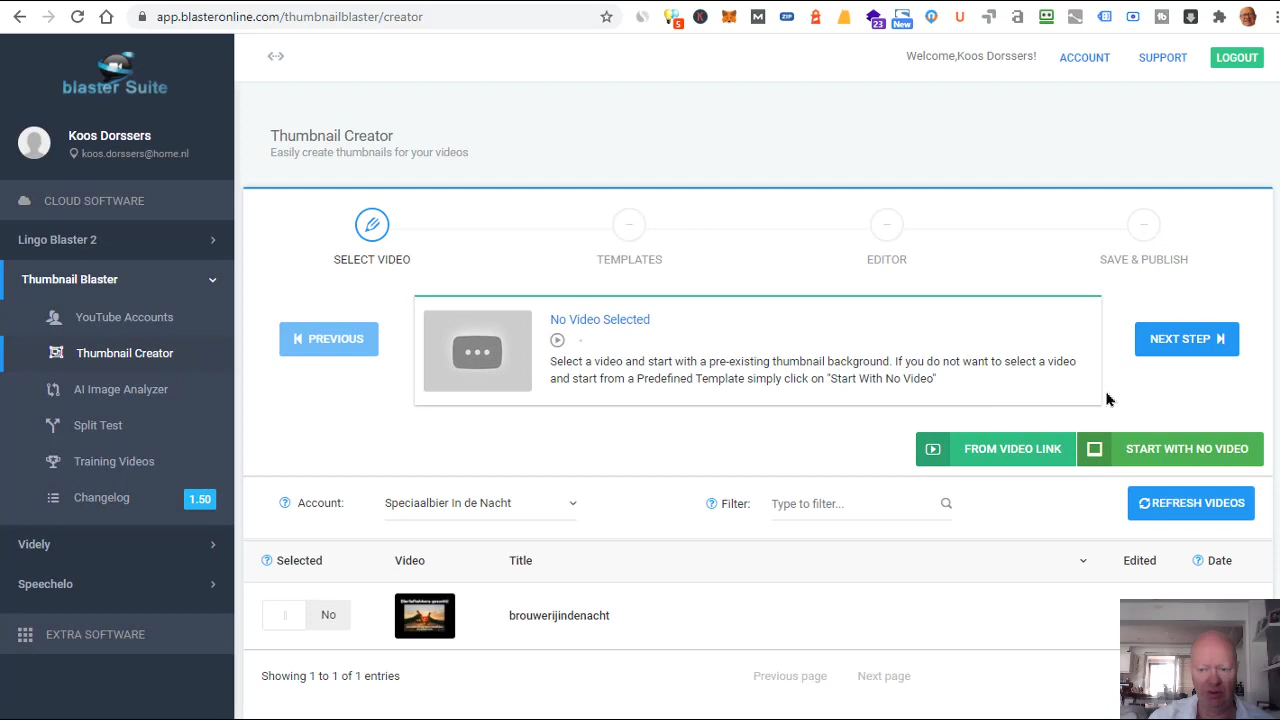 app.blasteronline.com/thumbnailblaster/creator
5
M
ZIP
23
New
U
a
tb
blaster Suite
Welcome,Koos Dorssers!
ACCOUNT
SUPPORT
LOGOUT
Koos Dorssers
koos.dorssers@home.nl
Thumbnail Creator
Easily create thumbnails for your videos
CLOUD SOFTWARE
Lingo Blaster 2
Thumbnail Blaster
YouTube Accounts
Thumbnail Creator
AI Image Analyzer
Split Test
Training Videos
Changelog
1.50
Videly
Speechelo
EXTRA SOFTWARE
SELECT VIDEO
TEMPLATES
EDITOR
SAVE & PUBLISH
PREVIOUS
No Video Selected
-
Select a video and start with a pre-existing thumbnail background. If you do not want to select a video
and start from a Predefined Template simply click on "Start With No Video"
NEXT STEP
FROM VIDEO LINK
START WITH NO VIDEO
Account:
Speciaalbier In de Nacht
Filter:
Type to filter...
REFRESH VIDEOS
Selected
Video
Title
Edited
Date
No
brouwerijindenacht
Showing 1 to 1 of 1 entries
Previous page
Next page